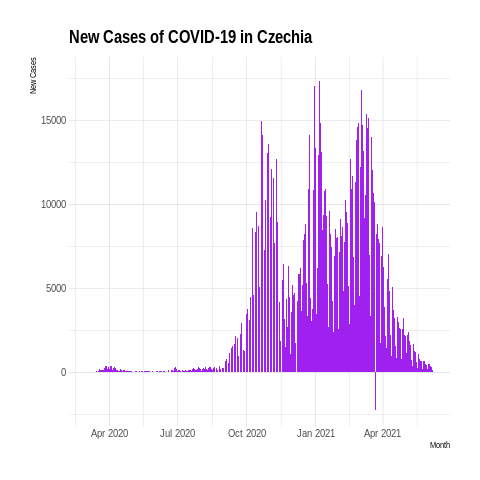 New Cases of COVID-19 in Czechia
New Cases
15000
10000
5000
0
Apr 2020 Jul 2020 Oct 2020 Jan 2021 Apr 2021
Month